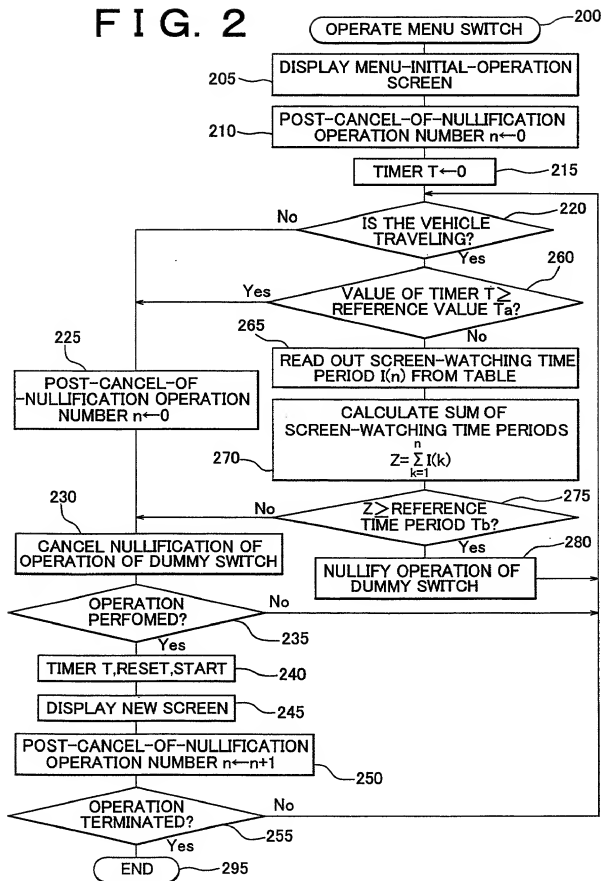 FIG. 2
OPERATE MENU SWITCH
200
DISPLAY MENU-INITIAL-OPERATION
SCREEN
205
POST-CANCEL-OF-NULLIFICATION
OPERATION NUMBER n←0
210
TIMER T←0
215
IS THE VEHICLE
TRAVELING?
220
No
Yes
VALUE OF TIMER T≧
REFERENCE VALUE Ta?
260
Yes
No
265
READ OUT SCREEN-WATCHING TIME
PERIOD I(n) FROM TABLE
225
POST-CANCEL-OF
-NULLIFICATION OPERATION
NUMBER n←0
CALCULATE SUM OF
SCREEN-WATCHING TIME PERIODS
n
Z=ΣI(k)
k=1
270
Z≧REFERENCE
TIME PERIOD Tb?
275
No
Yes
230
CANCEL NULLIFICATION OF
OPERATION OF DUMMY SWITCH
NULLIFY OPERATION OF
DUMMY SWITCH
280
OPERATION
PERFOMED?
No
235
Yes
TIMER T,RESET,START
240
DISPLAY NEW SCREEN
245
POST-CANCEL-OF-NULLIFICATION
OPERATION NUMBER n←n+1
250
OPERATION
TERMINATED?
No
255
Yes
END
295